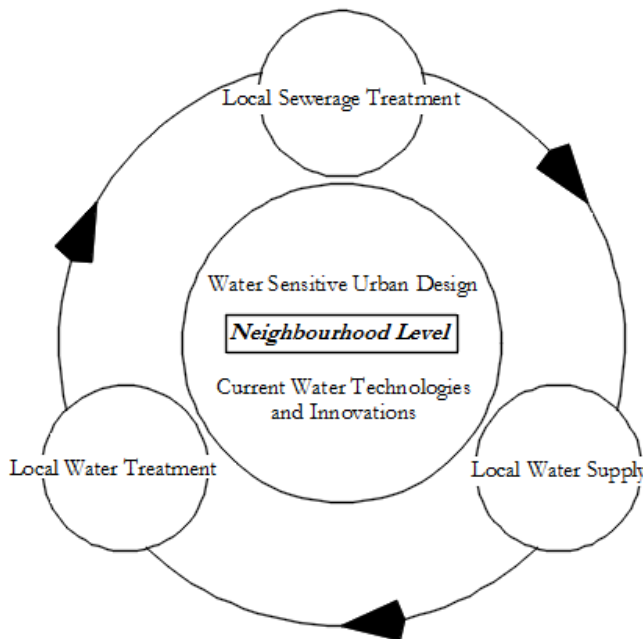 Local Sewerage Treatment
Water Sensitive Urban Design
Neighbourhood Level
Current Water Technologies
and Innovations
Local Water Treatment
Local Water Supply